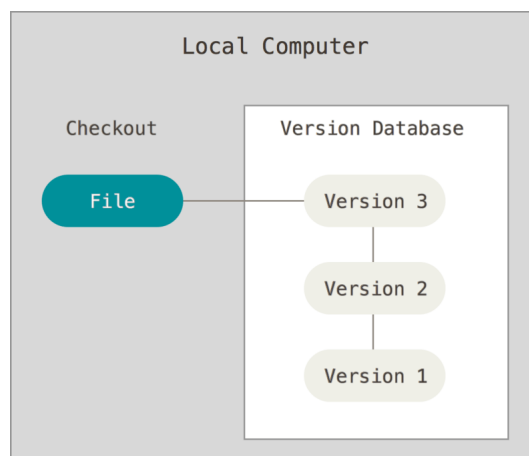 Local Computer
Checkout
Version Database
File
Version 3
Version 2
Version 1